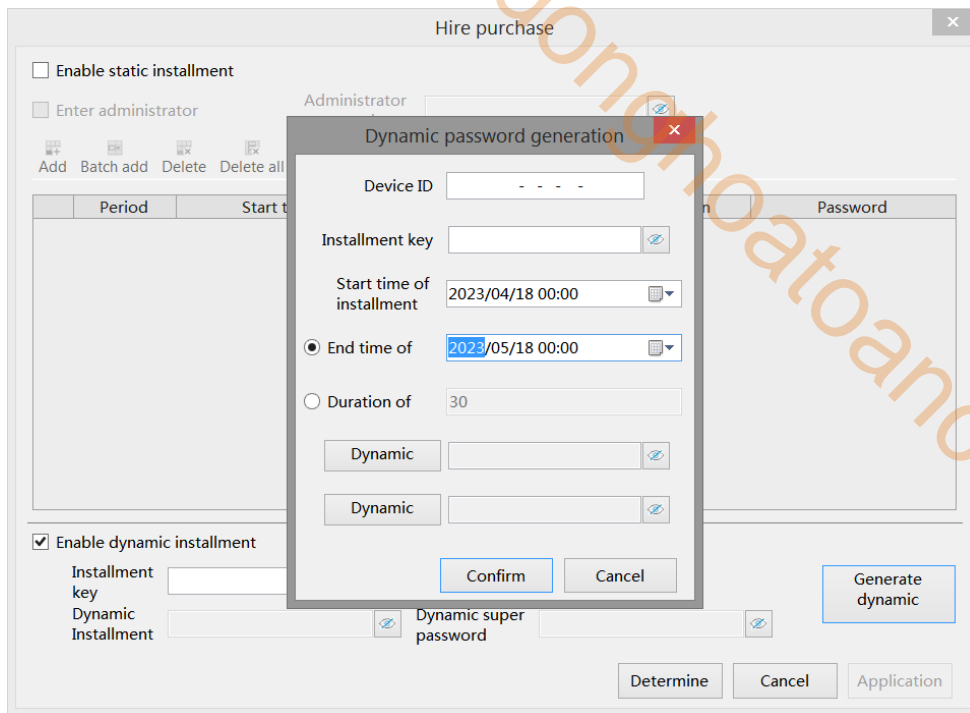 Hire purchase
Enable static installment
Enter administrator
Administrator
Add Batch add Delete Delete all
Period Start t n Password
Dynamic password generation
Device ID - - - -
Installment key
Start time of
installment
2023/04/18 00:00
End time of 2023/05/18 00:00
Duration of 30
Dynamic
Dynamic
Confirm Cancel
Enable dynamic installment
Installment
key
Dynamic
Installment
Dynamic super
password
Generate
dynamic
Determine Cancel Application
onghoatoano